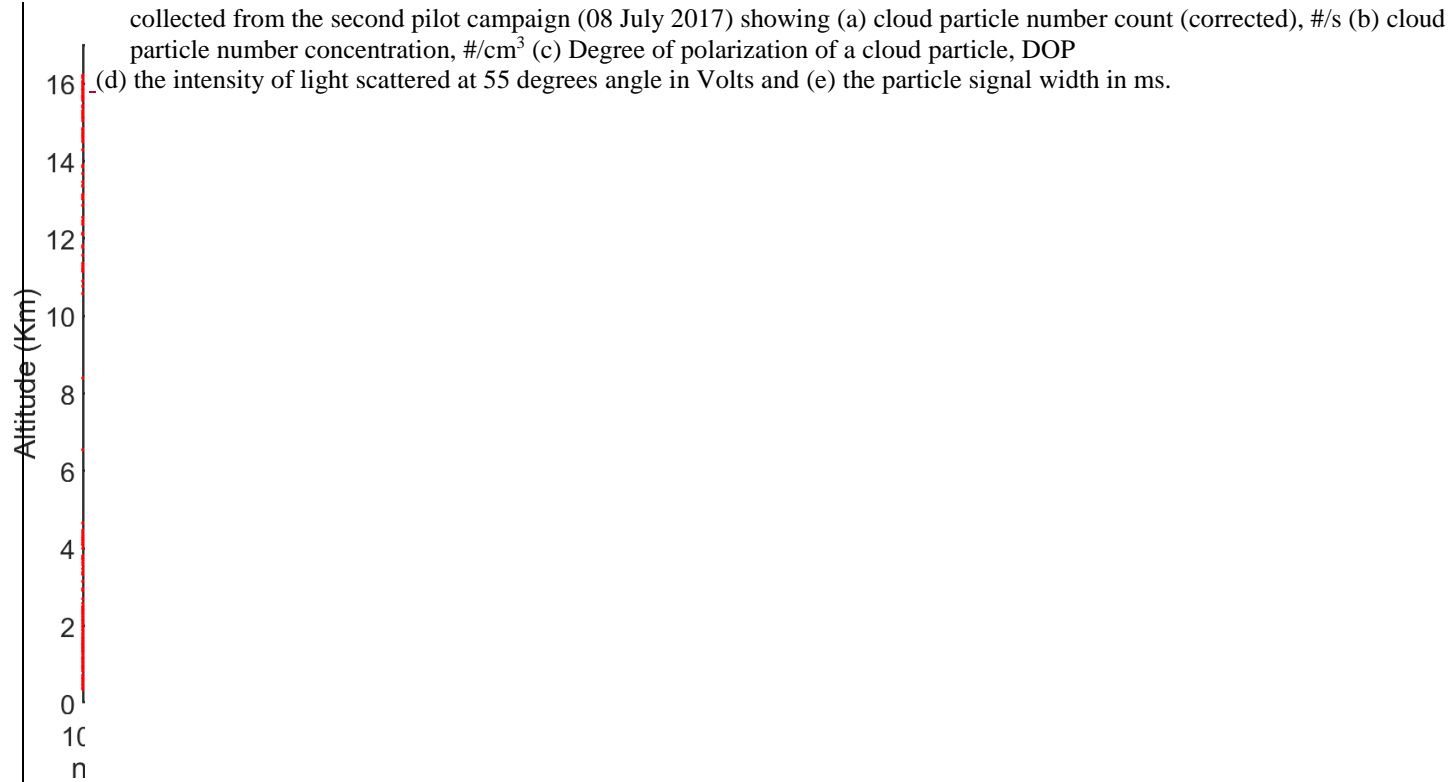 collected from the second pilot campaign (08 July 2017) showing (a) cloud particle number count (corrected), #/s (b) cloud
particle number concentration, #/cm³ (c) Degree of polarization of a cloud particle, DOP
(d) the intensity of light scattered at 55 degrees angle in Volts and (e) the particle signal width in ms.
16
14
12
10
8
6
4
2
0
Altitude (Km)
10
n